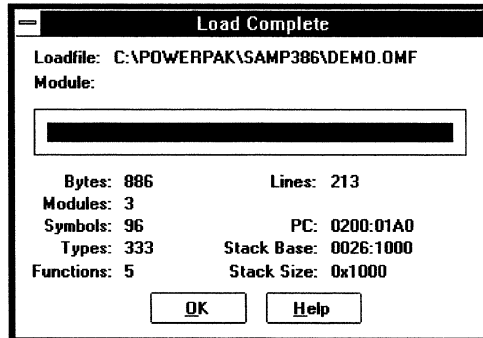 Load Complete
Loadfile: C:\POWERPAK\SAMP386\DEMO.OMF
Module:
Bytes: 886 Lines: 213
Modules: 3
Symbols: 96 PC: 0200:01A0
Types: 333 Stack Base: 0026:1000
Functions: 5 Stack Size: 0x1000
OK Help